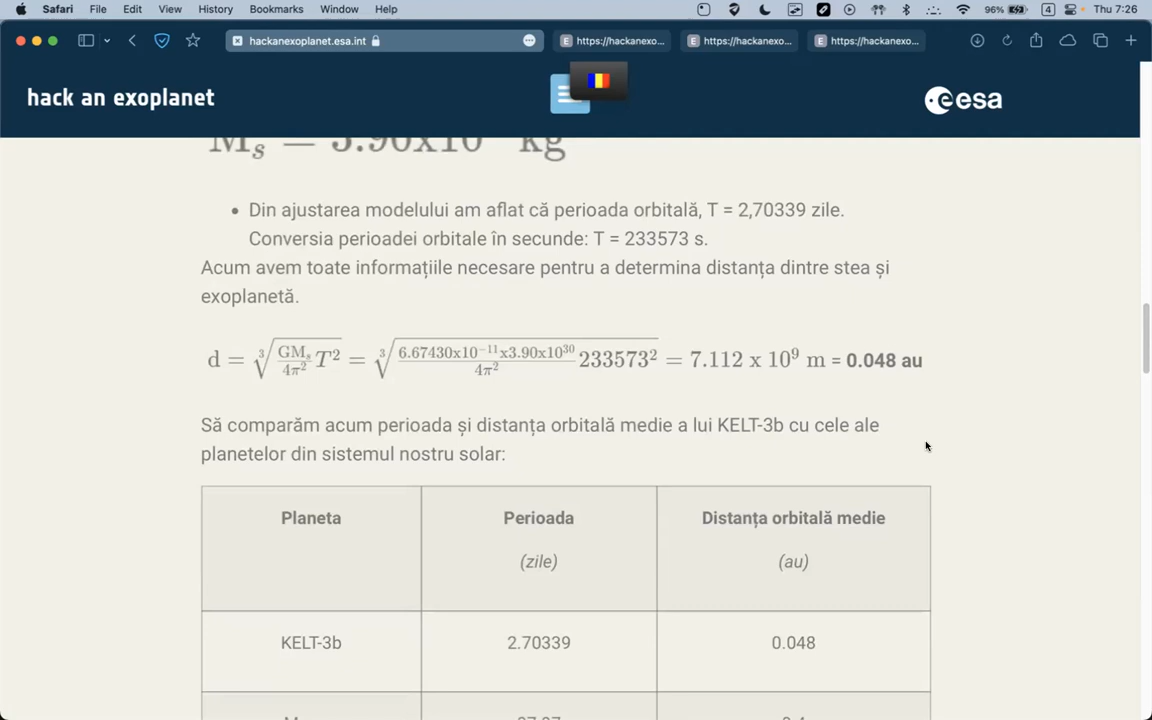 Safari File Edit View History Bookmarks Window Help 96% 4 Thu 7:26
hackanexoplanet.esa.int https://hackanexo... https://hackanexo... https://hackanexo...
hack an exoplanet
esa
Mₛ = 3.90x10 kg
• Din ajustarea modelului am aflat că perioada orbitală, T = 2,70339 zile.
Conversia perioadei orbitale în secunde: T = 233573 s.
Acum avem toate informațiile necesare pentru a determina distanța dintre stea și
exoplanetă.
d = ∛(GMₛ/4π² T²) = ∛(6.67430x10⁻¹¹x3.90x10³⁰/4π² 233573²) = 7.112 x 10⁹ m = 0.048 au
Să comparăm acum perioada și distanța orbitală medie a lui KELT-3b cu cele ale
planetelor din sistemul nostru solar:
Planeta Perioada Distanța orbitală medie
(zile) (au)
KELT-3b 2.70339 0.048